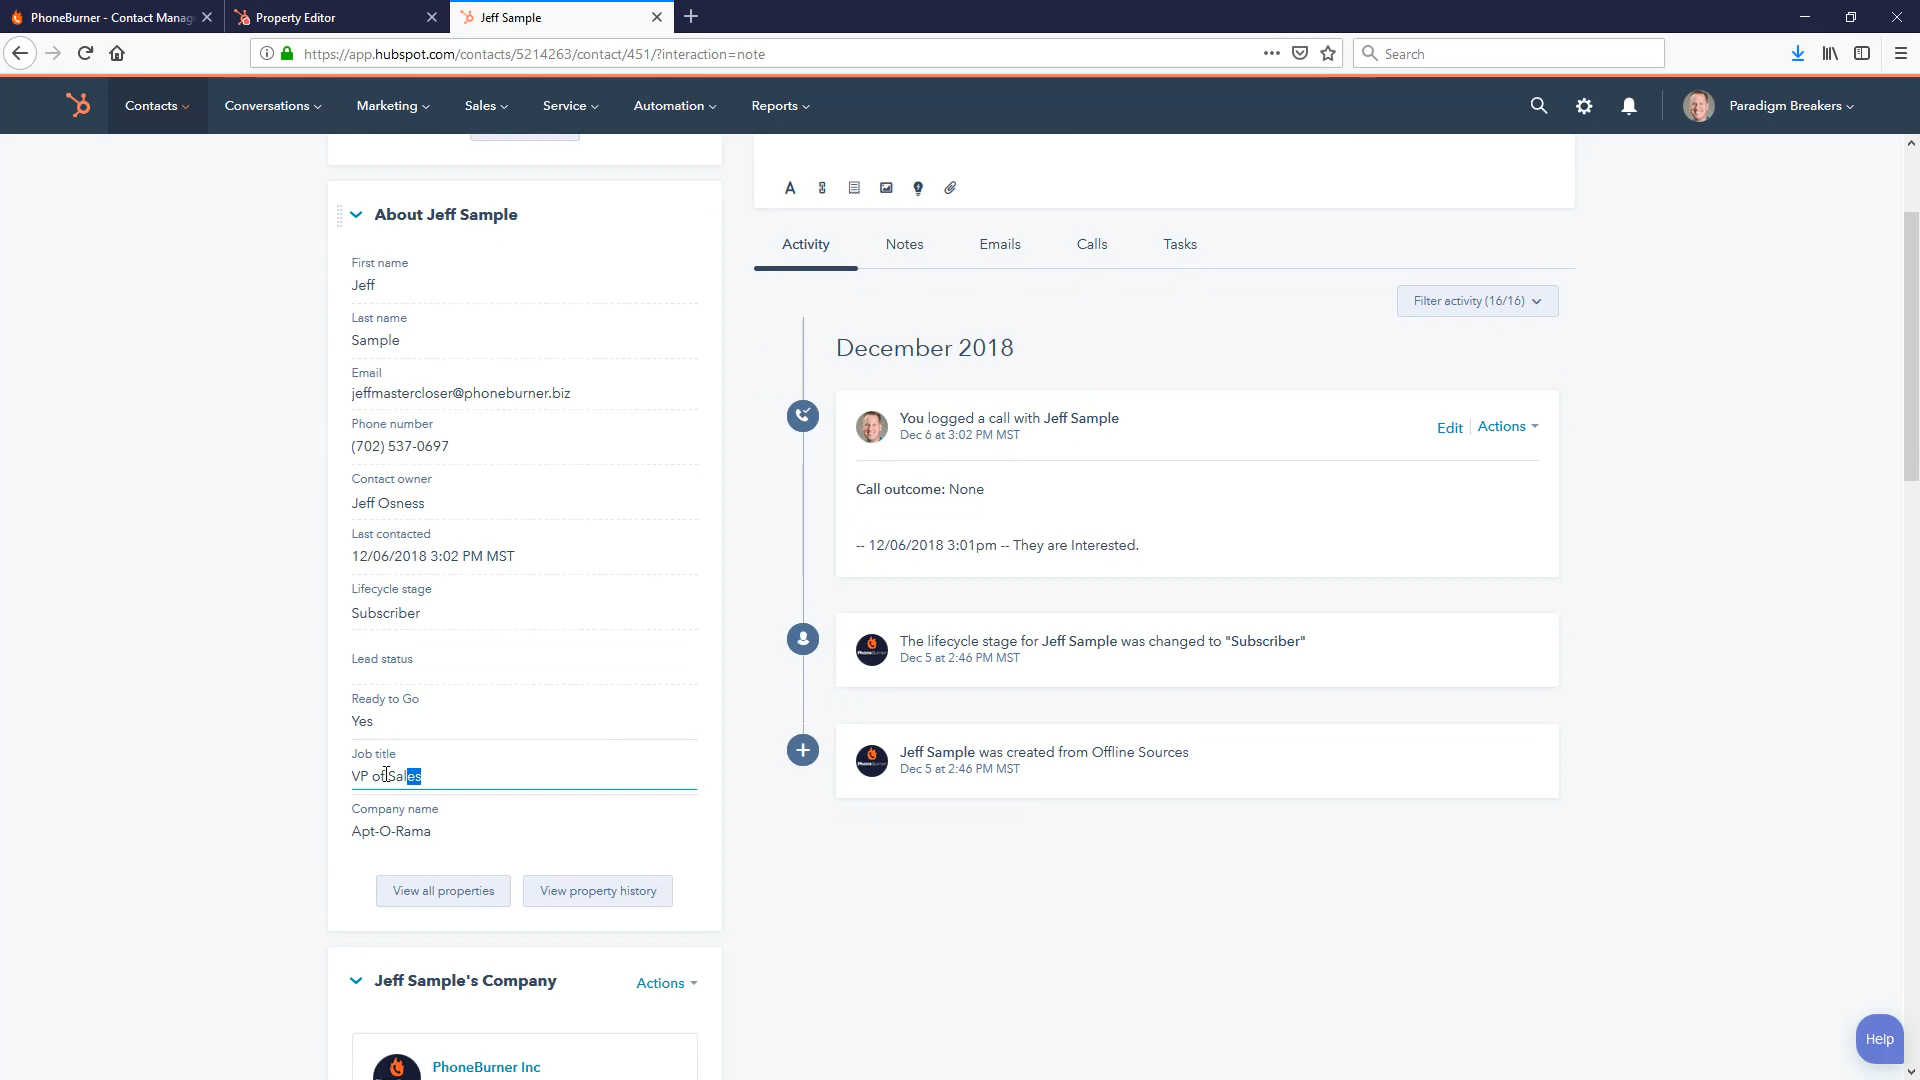 PhoneBurner - Contact Manag
Property Editor
Jeff Sample
https://app.hubspot.com/contacts/5214263/contact/451/?interaction=note
Search
Contacts
Conversations
Marketing
Sales
Service
Automation
Reports
Paradigm Breakers
About Jeff Sample
First name
Jeff
Last name
Sample
Email
jeffmastercloser@phoneburner.biz
Phone number
(702) 537-0697
Contact owner
Jeff Osness
Last contacted
12/06/2018 3:02 PM MST
Lifecycle stage
Subscriber
Lead status
Ready to Go
Yes
Job title
VP of Sales
Company name
Apt-O-Rama
View all properties
View property history
Jeff Sample's Company
Actions
PhoneBurner Inc
Activity
Notes
Emails
Calls
Tasks
Filter activity (16/16)
December 2018
You logged a call with Jeff Sample
Dec 6 at 3:02 PM MST
Edit
Actions
Call outcome: None
-- 12/06/2018 3:01pm -- They are Interested.
The lifecycle stage for Jeff Sample was changed to "Subscriber"
Dec 5 at 2:46 PM MST
Jeff Sample was created from Offline Sources
Dec 5 at 2:46 PM MST
Help